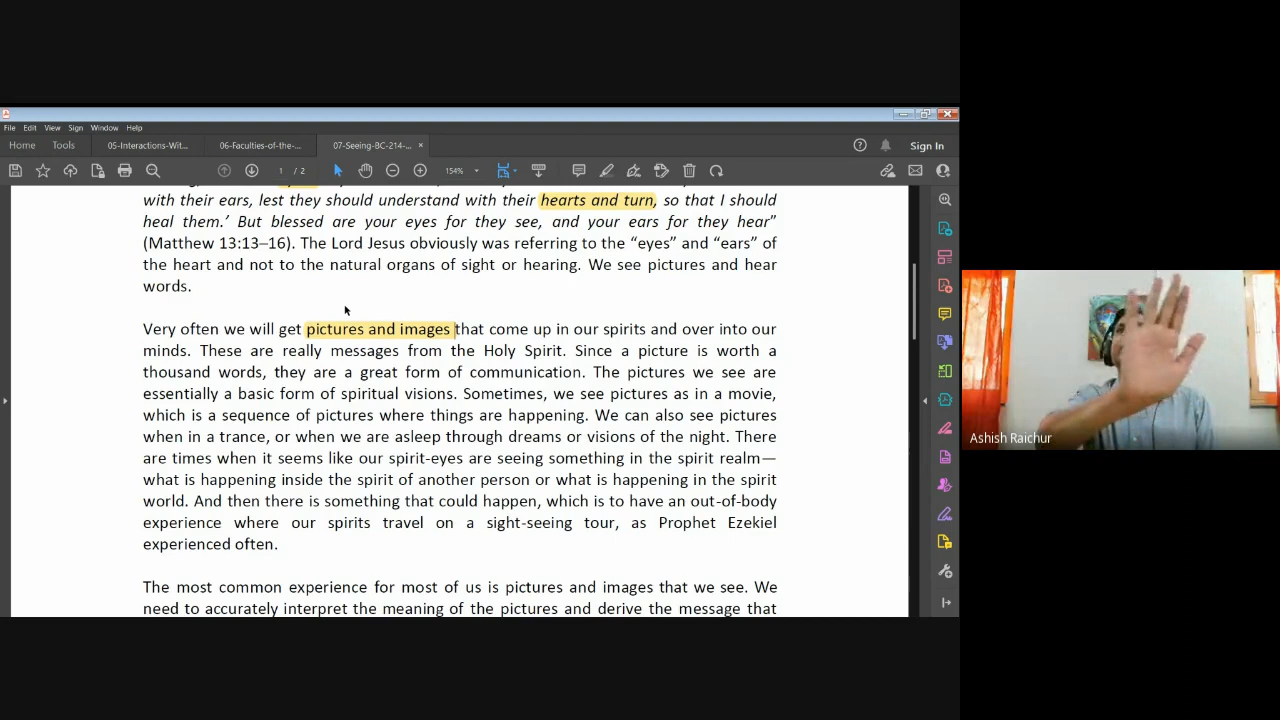 File Edit View Sign Window Help
Home Tools 05-Interactions-Wit... 06-Faculties-of-the-... 07-Seeing-BC-214-... × Sign In
1 / 2 154%
with their ears, lest they should understand with their hearts and turn, so that I should
heal them.’ But blessed are your eyes for they see, and your ears for they hear”
(Matthew 13:13–16). The Lord Jesus obviously was referring to the “eyes” and “ears” of
the heart and not to the natural organs of sight or hearing. We see pictures and hear
words.
Very often we will get pictures and images that come up in our spirits and over into our
minds. These are really messages from the Holy Spirit. Since a picture is worth a
thousand words, they are a great form of communication. The pictures we see are
essentially a basic form of spiritual visions. Sometimes, we see pictures as in a movie,
which is a sequence of pictures where things are happening. We can also see pictures
when in a trance, or when we are asleep through dreams or visions of the night. There
are times when it seems like our spirit-eyes are seeing something in the spirit realm—
what is happening inside the spirit of another person or what is happening in the spirit
world. And then there is something that could happen, which is to have an out-of-body
experience where our spirits travel on a sight-seeing tour, as Prophet Ezekiel
experienced often.
The most common experience for most of us is pictures and images that we see. We
need to accurately interpret the meaning of the pictures and derive the message that
Ashish Raichur